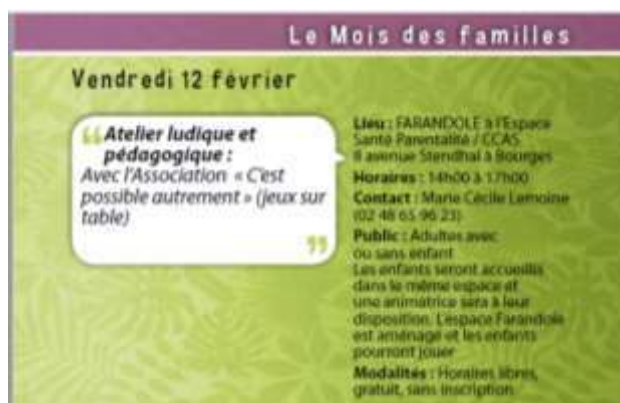 Le Mois des familles
Vendredi 12 février
“ Atelier ludique et
pédagogique :
Avec l'Association « C'est
possible autrement » (jeux sur
table)
”
Lieu : FARANDOLE à l'Espace
Santé Parentalité / CCAS
8 avenue Stendhal à Bourges
Horaires : 14h00 à 17h00
Contact : Marie Cécile Lemoine
(02 48 65 96 23)
Public : Adultes avec
ou sans enfant
Les enfants seront accueillis
dans le même espace et
une animatrice sera à leur
disposition. L'espace Farandole
est aménagé et les enfants
pourront jouer
Modalités : Horaires libres,
gratuit, sans inscription